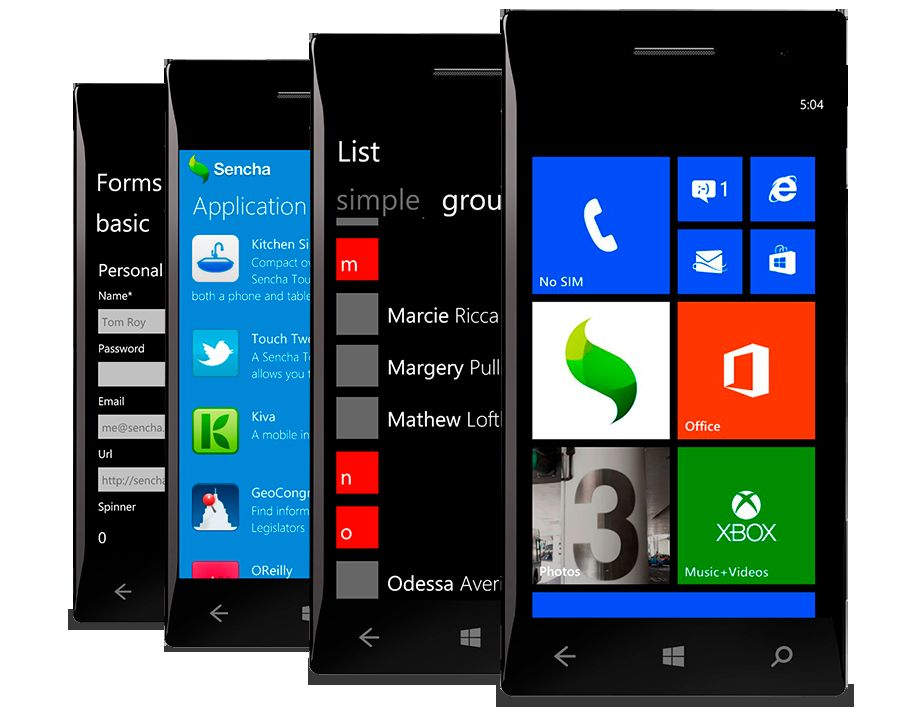 Forms
basic
Personal
Name*
Tom Roy
Password
Email
me@sencha.
Url
http://sencha
Spinner
0
Sencha
Application
Kitchen Si
Compact ov
Sencha Tou
both a phone and table
Touch Twe
A Sencha T
allows you t
Kiva
A mobile in
GeoCongr
Find inform
Legislators
OReilly
List
simple grou
m
Marcie Ricca
Margery Pull
Mathew Loft
n
o
Odessa Averi
5:04
1
No SIM
Office
3
Photos
XBOX
Music+Videos